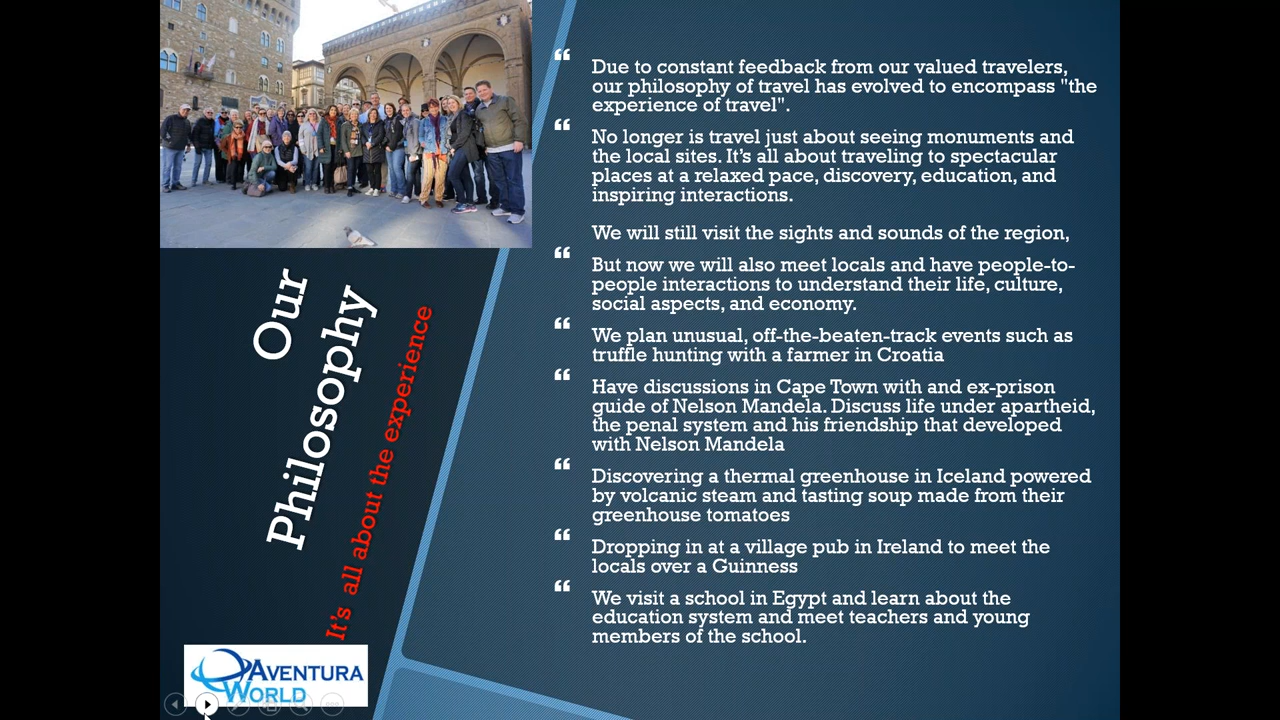 Our
Philosophy
It's all about the experience
AVENTURA
WORLD
“ Due to constant feedback from our valued travelers,
our philosophy of travel has evolved to encompass "the
experience of travel".
“ No longer is travel just about seeing monuments and
the local sites. It’s all about traveling to spectacular
places at a relaxed pace, discovery, education, and
inspiring interactions.
We will still visit the sights and sounds of the region,
“ But now we will also meet locals and have people-to-
people interactions to understand their life, culture,
social aspects, and economy.
“ We plan unusual, off-the-beaten-track events such as
truffle hunting with a farmer in Croatia
“ Have discussions in Cape Town with and ex-prison
guide of Nelson Mandela. Discuss life under apartheid,
the penal system and his friendship that developed
with Nelson Mandela
“ Discovering a thermal greenhouse in Iceland powered
by volcanic steam and tasting soup made from their
greenhouse tomatoes
“ Dropping in at a village pub in Ireland to meet the
locals over a Guinness
“ We visit a school in Egypt and learn about the
education system and meet teachers and young
members of the school.